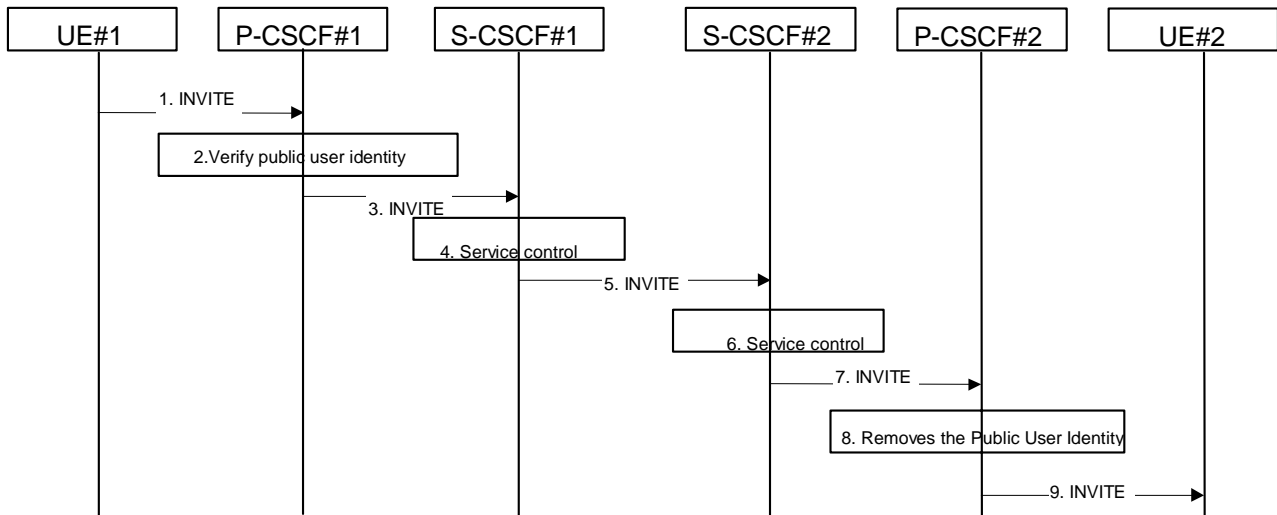 UE#1
P-CSCF#1
S-CSCF#1
S-CSCF#2
P-CSCF#2
UE#2
1. INVITE
2.Verify public user identity
3. INVITE
4. Service control
5. INVITE
6. Service control
7. INVITE
8. Removes the Public User Identity
9. INVITE